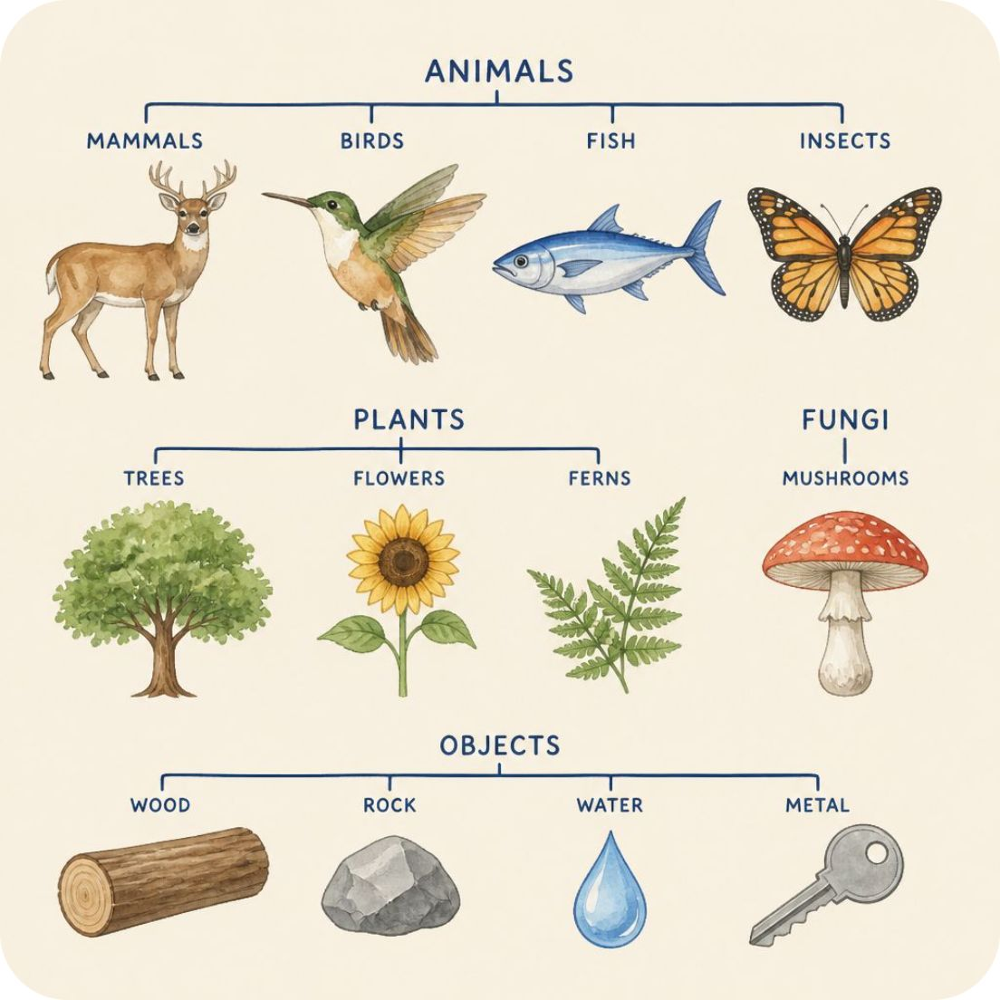 ANIMALS
MAMMALS BIRDS FISH INSECTS
PLANTS FUNGI
TREES FLOWERS FERNS MUSHROOMS
OBJECTS
WOOD ROCK WATER METAL